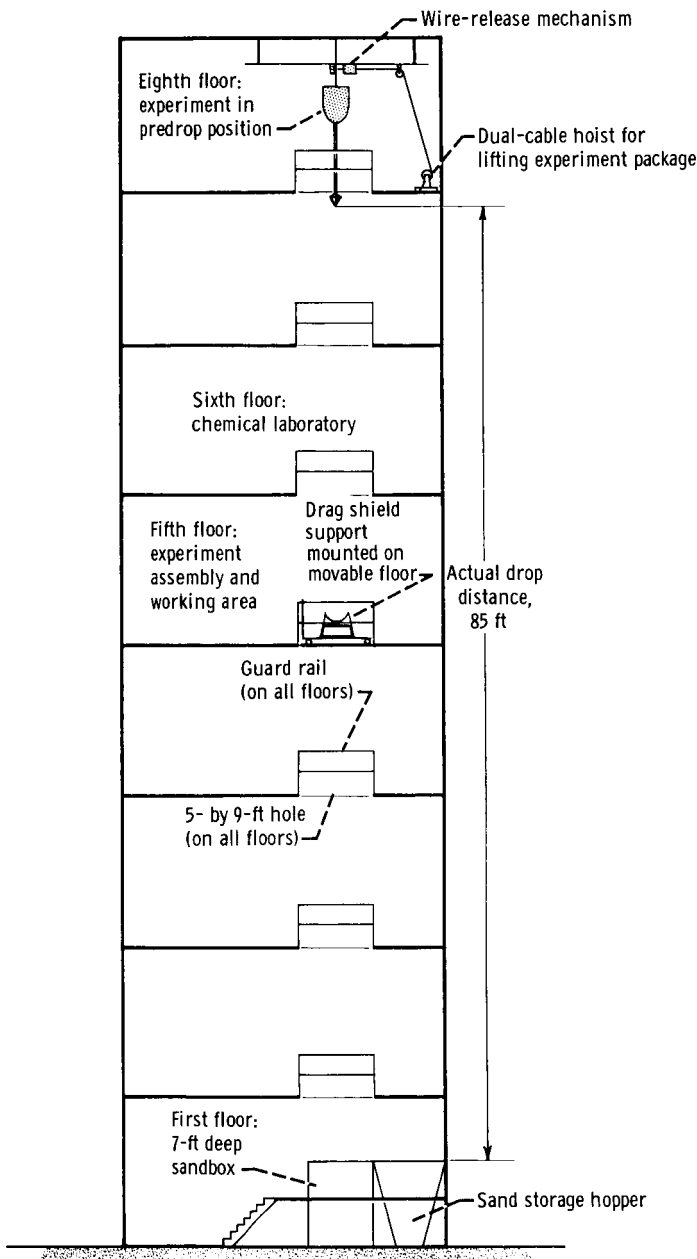 Wire-release mechanism
Eighth floor:
experiment in
predrop position
Dual-cable hoist for
lifting experiment package
Sixth floor:
chemical laboratory
Fifth floor:
experiment
assembly and
working area
Drag shield
support
mounted on
movable floor
Actual drop
distance,
85 ft
Guard rail
(on all floors)
5- by 9-ft hole
(on all floors)
First floor:
7-ft deep
sandbox
Sand storage hopper